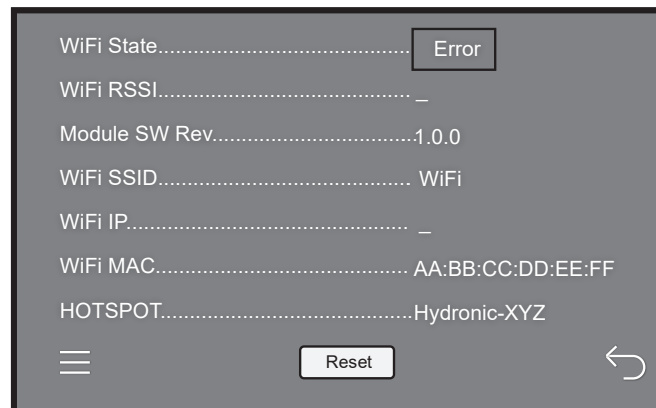 WiFi State.......................................... Error
WiFi RSSI.......................................... _
Module SW Rev..................................1.0.0
WiFi SSID.......................................... WiFi
WiFi IP............................................... _
WiFi MAC.......................................... AA:BB:CC:DD:EE:FF
HOTSPOT..........................................Hydronic-XYZ
Reset